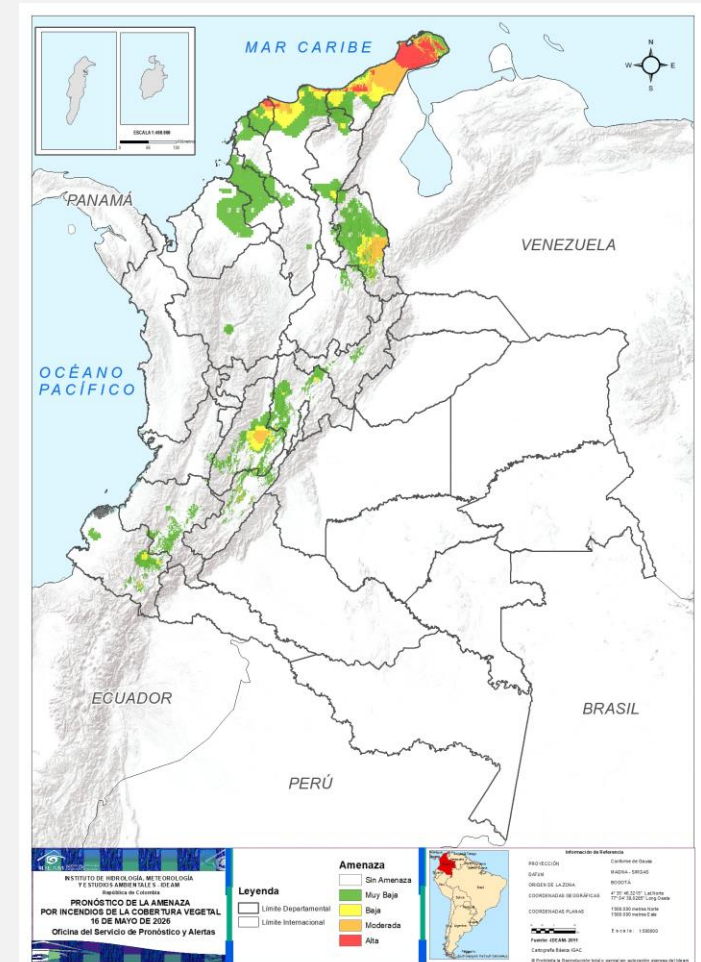 MAR CARIBE
N
W
E
S
ESCALA
PANAMÁ
VENEZUELA
OCÉANO
PACÍFICO
ECUADOR
BRASIL
PERÚ
IDEAM
INSTITUTO DE HIDROLOGÍA, METEOROLOGÍA
Y ESTUDIOS AMBIENTALES - IDEAM
República de Colombia
PRONÓSTICO DE LA AMENAZA
POR INCENDIOS DE LA COBERTURA VEGETAL
16 DE MAYO DE 2026
Oficina del Servicio de Pronóstico y Alertas
Leyenda
Límite Departamental
Límite Internacional
Amenaza
Sin Amenaza
Muy Baja
Baja
Moderada
Alta
Información de Referencia
PROYECCIÓN
Conforme de Gauss
DATUM
MAGNA - SIRGAS
ORIGEN DE LA ZONA
BOGOTÁ
COORDENADAS GEOGRÁFICAS
COORDENADAS PLANAS
1'000.000 metros Norte
1'000.000 metros Este
Fuente: IDEAM
Cartografía Básica: IGAC